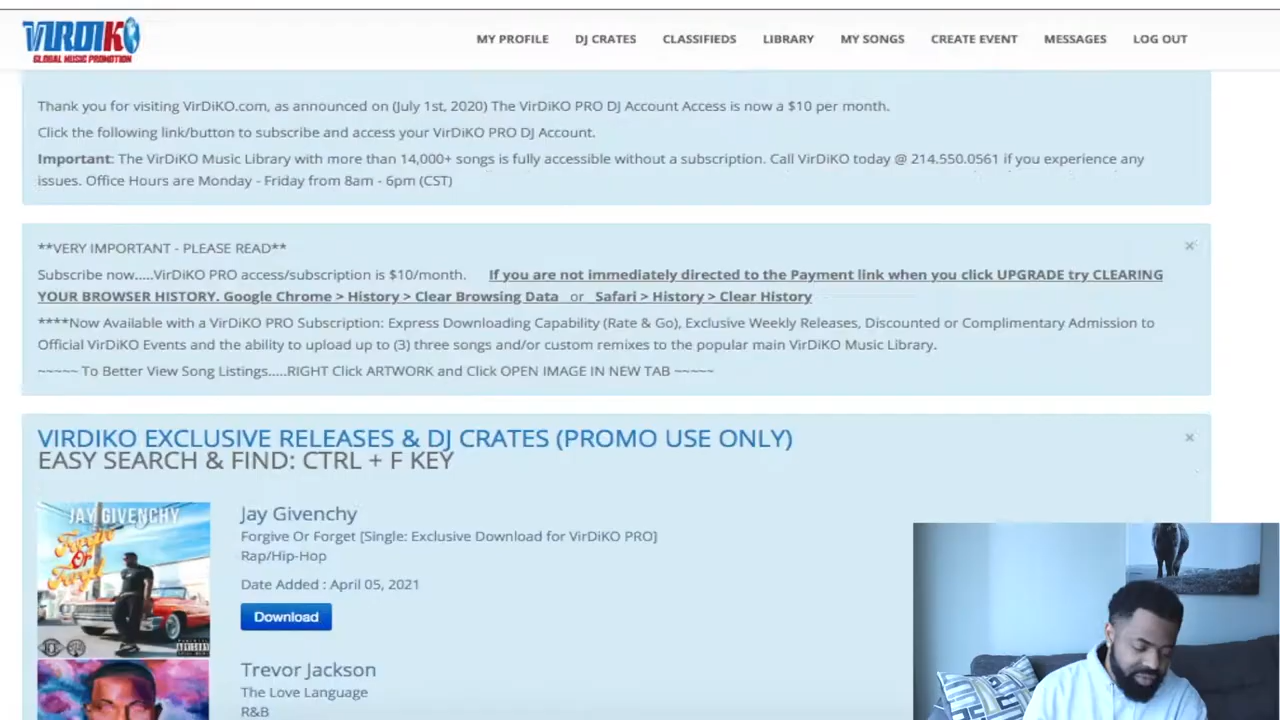 VIRDIKO
GLOBAL MUSIC PROMOTION
MY PROFILE DJ CRATES CLASSIFIEDS LIBRARY MY SONGS CREATE EVENT MESSAGES LOG OUT
Thank you for visiting VirDiKO.com, as announced on (July 1st, 2020) The VirDiKO PRO DJ Account Access is now a $10 per month.
Click the following link/button to subscribe and access your VirDiKO PRO DJ Account.
Important: The VirDiKO Music Library with more than 14,000+ songs is fully accessible without a subscription. Call VirDiKO today @ 214.550.0561 if you experience any
issues. Office Hours are Monday - Friday from 8am - 6pm (CST)
**VERY IMPORTANT - PLEASE READ**
Subscribe now.....VirDiKO PRO access/subscription is $10/month. If you are not immediately directed to the Payment link when you click UPGRADE try CLEARING
YOUR BROWSER HISTORY. Google Chrome > History > Clear Browsing Data or Safari > History > Clear History
****Now Available with a VirDiKO PRO Subscription: Express Downloading Capability (Rate & Go), Exclusive Weekly Releases, Discounted or Complimentary Admission to
Official VirDiKO Events and the ability to upload up to (3) three songs and/or custom remixes to the popular main VirDiKO Music Library.
~~~~~ To Better View Song Listings.....RIGHT Click ARTWORK and Click OPEN IMAGE IN NEW TAB ~~~~~
VIRDIKO EXCLUSIVE RELEASES & DJ CRATES (PROMO USE ONLY)
EASY SEARCH & FIND: CTRL + F KEY
JAY GIVENCHY
Forgive
Or
Forget
Jay Givenchy
Forgive Or Forget [Single: Exclusive Download for VirDiKO PRO]
Rap/Hip-Hop
Date Added : April 05, 2021
Download
Trevor Jackson
The Love Language
R&B